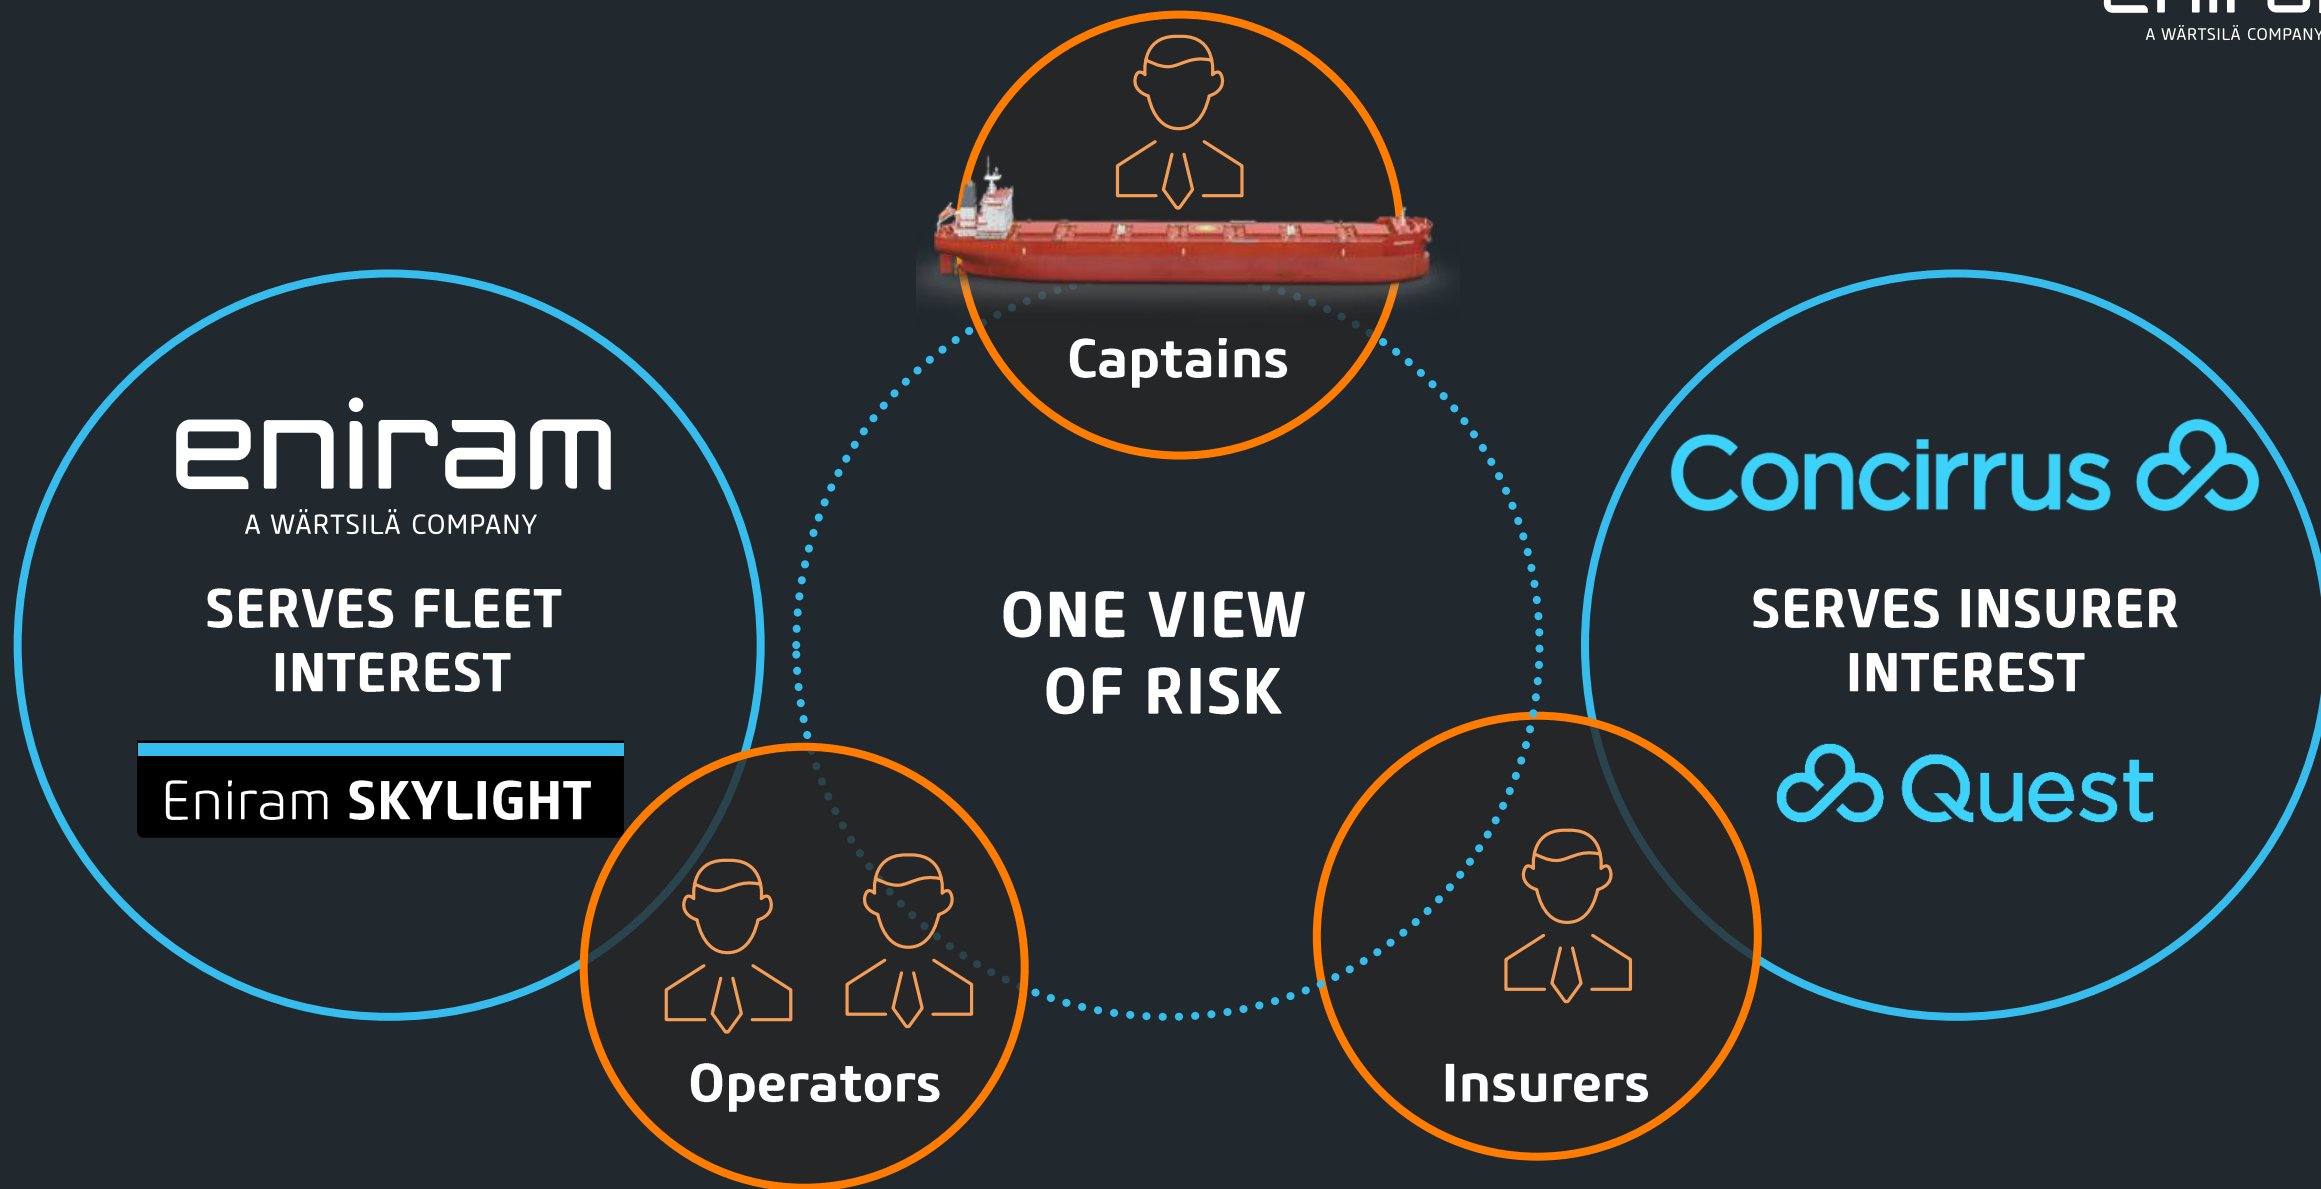 A WÄRTSILÄ COMPANY
Captains
eniram
A WÄRTSILÄ COMPANY
SERVES FLEET
INTEREST
Eniram SKYLIGHT
ONE VIEW
OF RISK
Concirrus
SERVES INSURER
INTEREST
Quest
Operators
Insurers